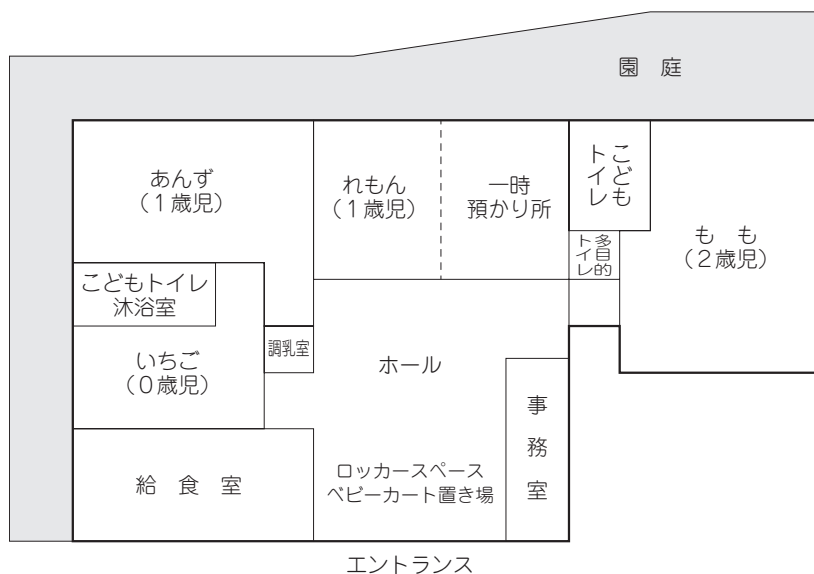 園 庭
あんず
（１歳児）
れもん
（１歳児）
一時
預かり所
こども
トイレ
多目的
トイレ
も も
（２歳児）
こどもトイレ
沐浴室
調乳室
いちご
（０歳児）
ホール
事務室
給 食 室
ロッカースペース
ベビーカート置き場
エントランス